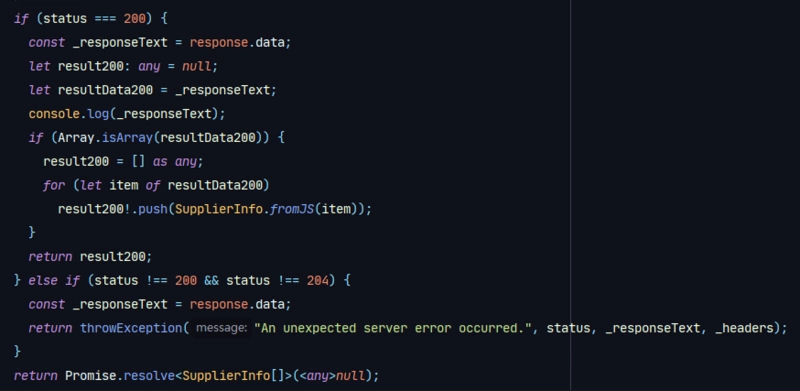 if (status === 200) {
const _responseText = response.data;
let result200: any = null;
let resultData200 = _responseText;
console.log(_responseText);
if (Array.isArray(resultData200)) {
result200 = [] as any;
for (let item of resultData200)
result200!.push(SupplierInfo.fromJS(item));
}
return result200;
} else if (status !== 200 && status !== 204) {
const _responseText = response.data;
return throwException( message: "An unexpected server error occurred.", status, _responseText, _headers);
}
return Promise.resolve<SupplierInfo[]>(<any>null);